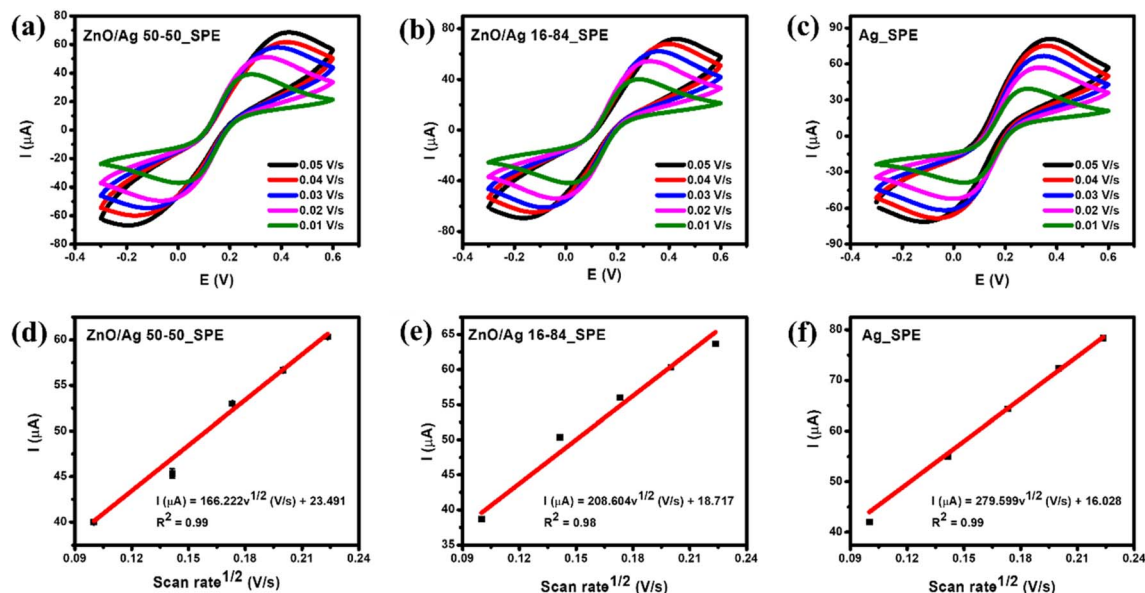 (a)
ZnO/Ag 50-50_SPE
80
60
40
20
0
-20
-40
-60
-80
I (µA)
0.05 V/s
0.04 V/s
0.03 V/s
0.02 V/s
0.01 V/s
-0.4 -0.2 0.0 0.2 0.4 0.6
E (V)
(b)
ZnO/Ag 16-84_SPE
80
40
0
-40
-80
I (µA)
0.05 V/s
0.04 V/s
0.03 V/s
0.02 V/s
0.01 V/s
-0.4 -0.2 0.0 0.2 0.4 0.6
E (V)
(c)
Ag_SPE
90
60
30
0
-30
-60
-90
I (µA)
0.05 V/s
0.04 V/s
0.03 V/s
0.02 V/s
0.01 V/s
-0.4 -0.2 0.0 0.2 0.4 0.6
E (V)
(d)
ZnO/Ag 50-50_SPE
60
55
50
45
40
I (µA)
I (µA) = 166.222v^1/2 (V/s) + 23.491
R^2 = 0.99
0.09 0.12 0.15 0.18 0.21 0.24
Scan rate^1/2 (V/s)
(e)
ZnO/Ag 16-84_SPE
65
60
55
50
45
40
35
I (µA)
I (µA) = 208.604v^1/2 (V/s) + 18.717
R^2 = 0.98
0.09 0.12 0.15 0.18 0.21 0.24
Scan rate^1/2 (V/s)
(f)
Ag_SPE
80
70
60
50
40
I (µA)
I (µA) = 279.599v^1/2 (V/s) + 16.028
R^2 = 0.99
0.09 0.12 0.15 0.18 0.21 0.24
Scan rate^1/2 (V/s)